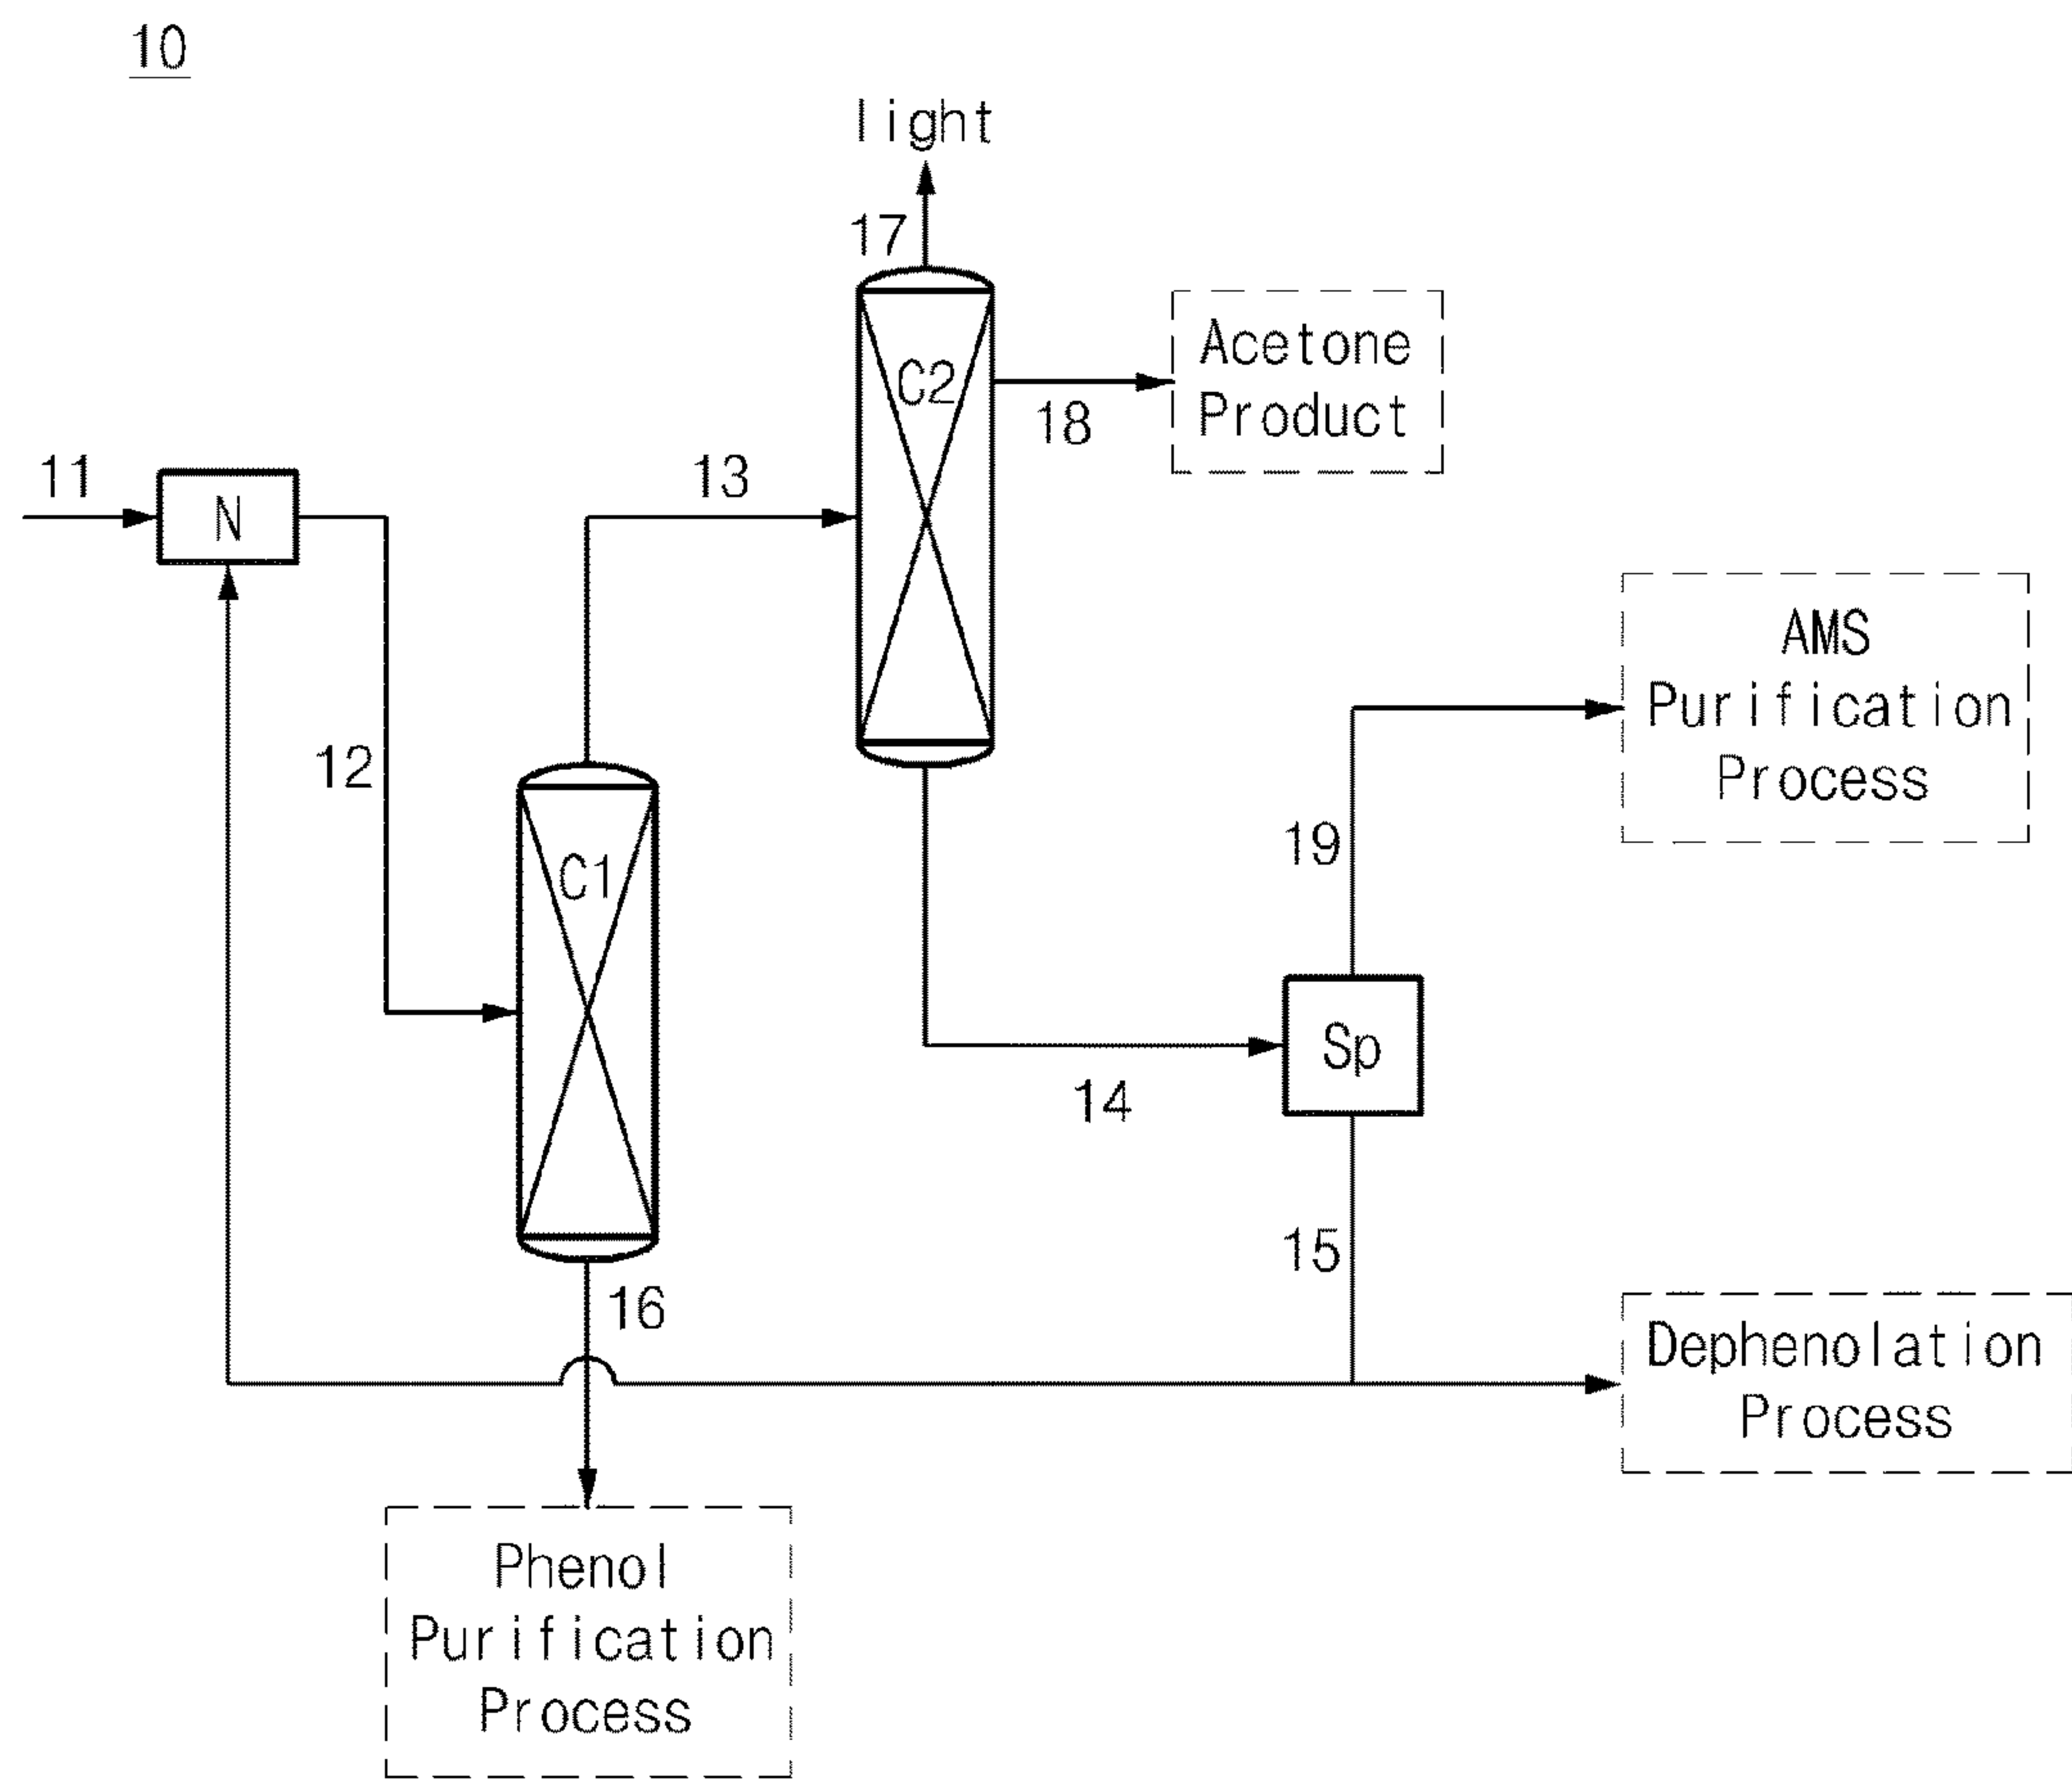 10
light
17
Acetone
Product
C2
18
11
N
13
AMS
Purification
Process
12
19
C1
Sp
14
15
16
Dephenolation
Process
Phenol
Purification
Process